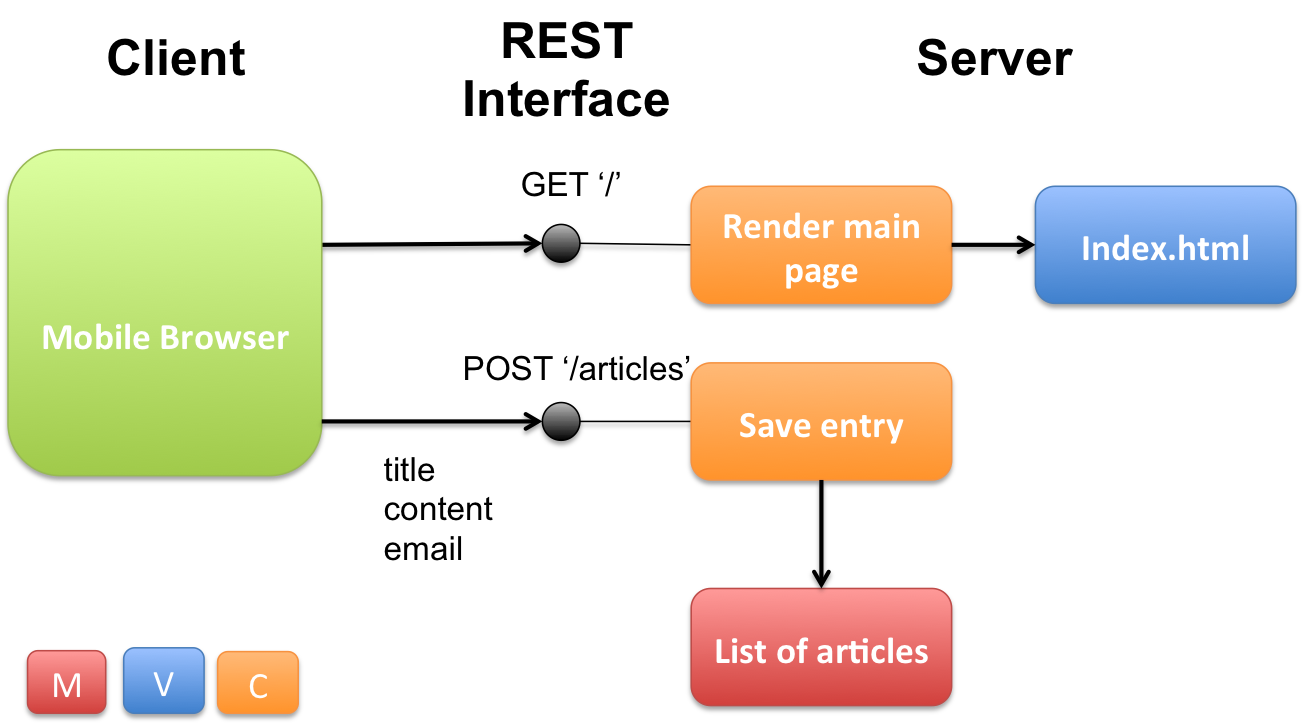 Client
REST
Interface
Server
GET ‘/’
Render main
page
Index.html
Mobile Browser
POST ‘/articles’
Save entry
title
content
email
List of articles
M
V
C